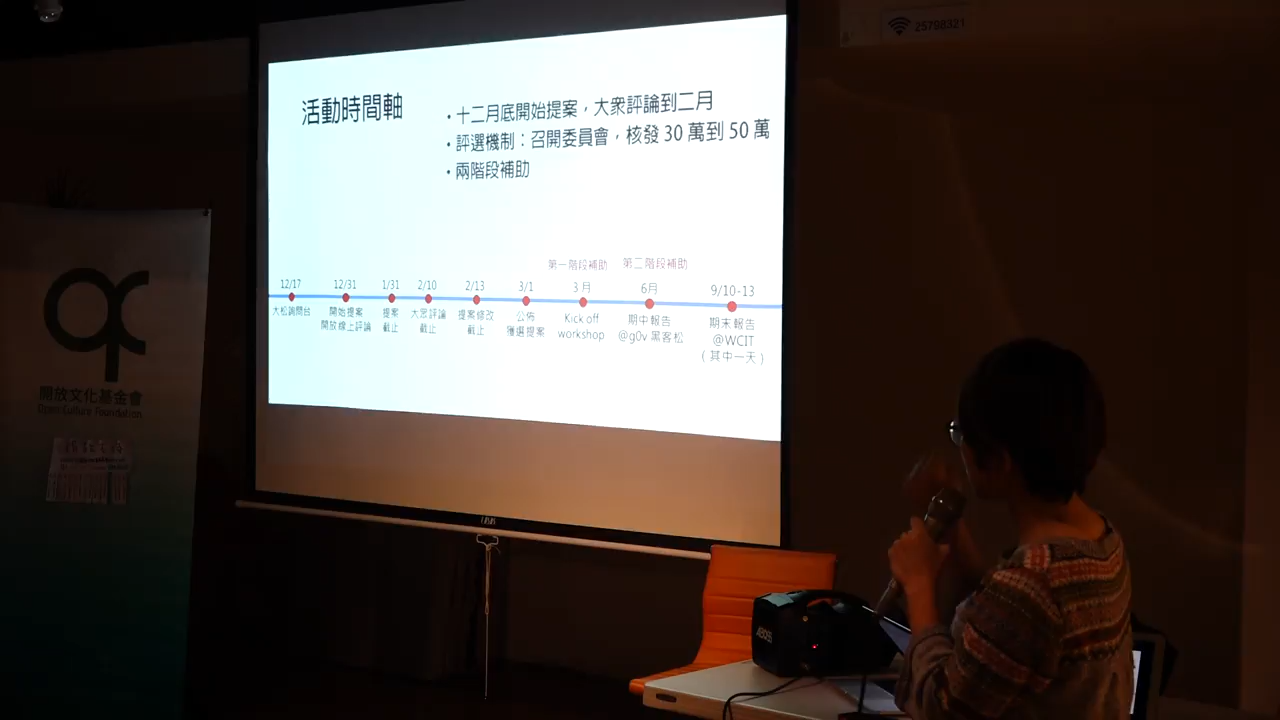 25798321
活動時間軸
• 十二月底開始提案，大眾評論到二月
• 評選機制：召開委員會，核發 30 萬到 50 萬
• 兩階段補助
第一階段補助
第二階段補助
12/17
12/31
1/31
2/10
2/13
3/1
3 月
6月
9/10-13
大松詢問台
開始提案
開放線上評論
提案
截止
大眾評論
截止
提案修改
截止
公佈
獲選提案
Kick off
workshop
期中報告
@g0v 黑客松
期末報告
@WCIT
（其中一天）
開放文化基金會
Open Culture Foundation